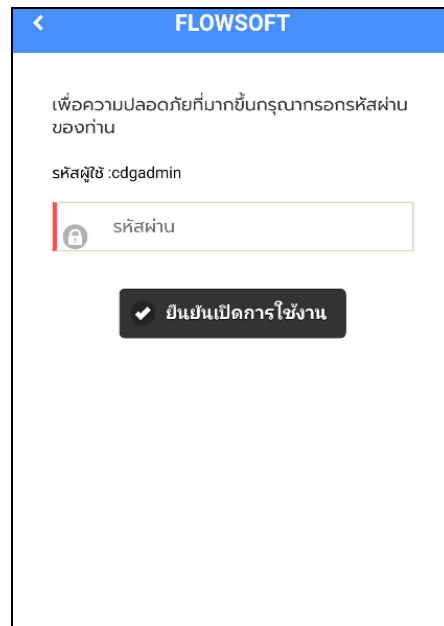 FLOWSOFT
เพื่อความปลอดภัยที่มากขึ้นกรุณากรอกรหัสผ่าน
ของท่าน
รหัสผู้ใช้ :cdgadmin
รหัสผ่าน
ยืนยันเปิดการใช้งาน